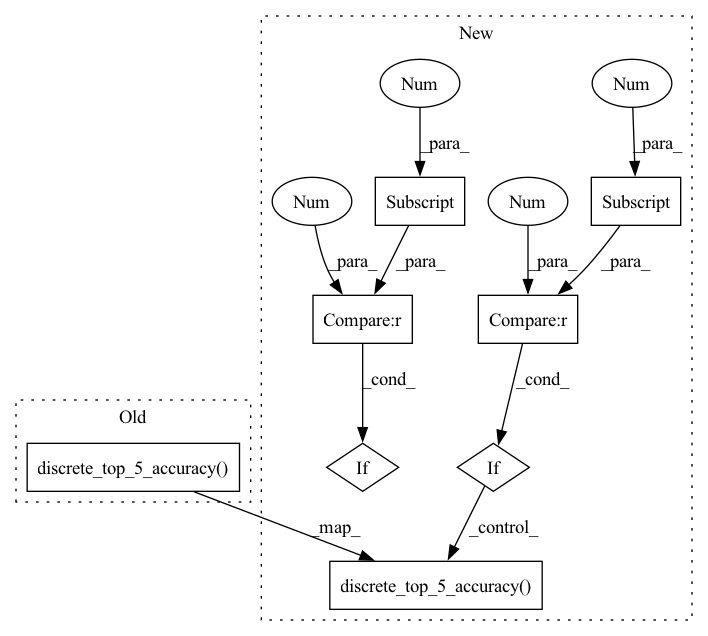 New
Num
Num
_para_
_para_
Num
Subscript
Num
Subscript
_para_
_para_
_para_
_para_
Compare:r
Compare:r
_cond_
_cond_
Old
discrete_top_5_accuracy()
If
If
_map_
_control_
discrete_top_5_accuracy()